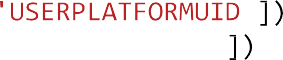 'USERPLATFORMUID ])
])